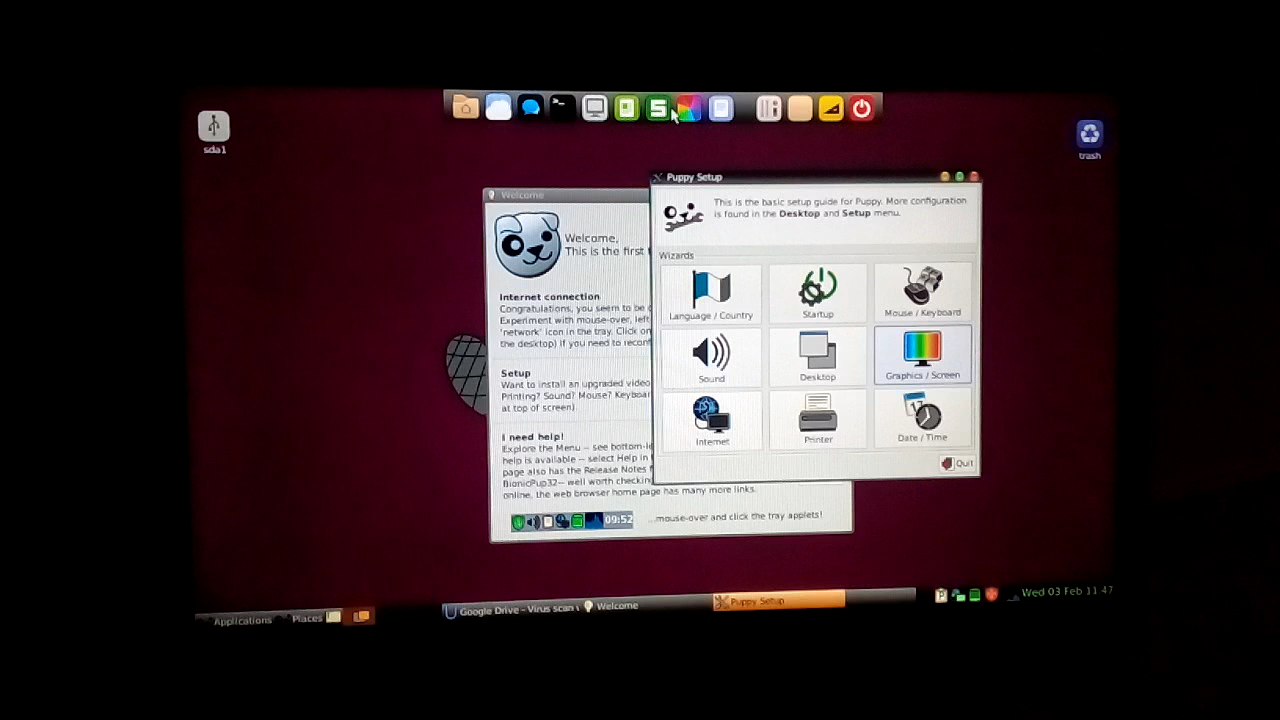 >_
S
sda1
trash
Welcome
Welcome,
This is the first
Internet connection
Congratulations, you seem to be
Experiment with mouse-over, left
'network' icon in the tray. Click on
the desktop) if you need to
Setup
Want to install an upgraded video
Printing? Sound? Mouse?
at top of screen)
I need help!
Explore the Menu -- see
help is available -- select Help in
page also has the Release Notes
BionicPup32-- well worth
online, the web browser home page has many more links.
09:52
...mouse-over and click the tray applets!
Puppy Setup
This is the basic setup guide for Puppy. More configuration
is found in the Desktop and Setup menu.
Wizards
Language / Country
Startup
Mouse / Keyboard
Sound
Desktop
Graphics / Screen
Internet
Printer
Date / Time
17
Quit
Applications
Places
Google Drive - Virus scan
Welcome
Puppy Setup
P
Wed 03 Feb 11:47